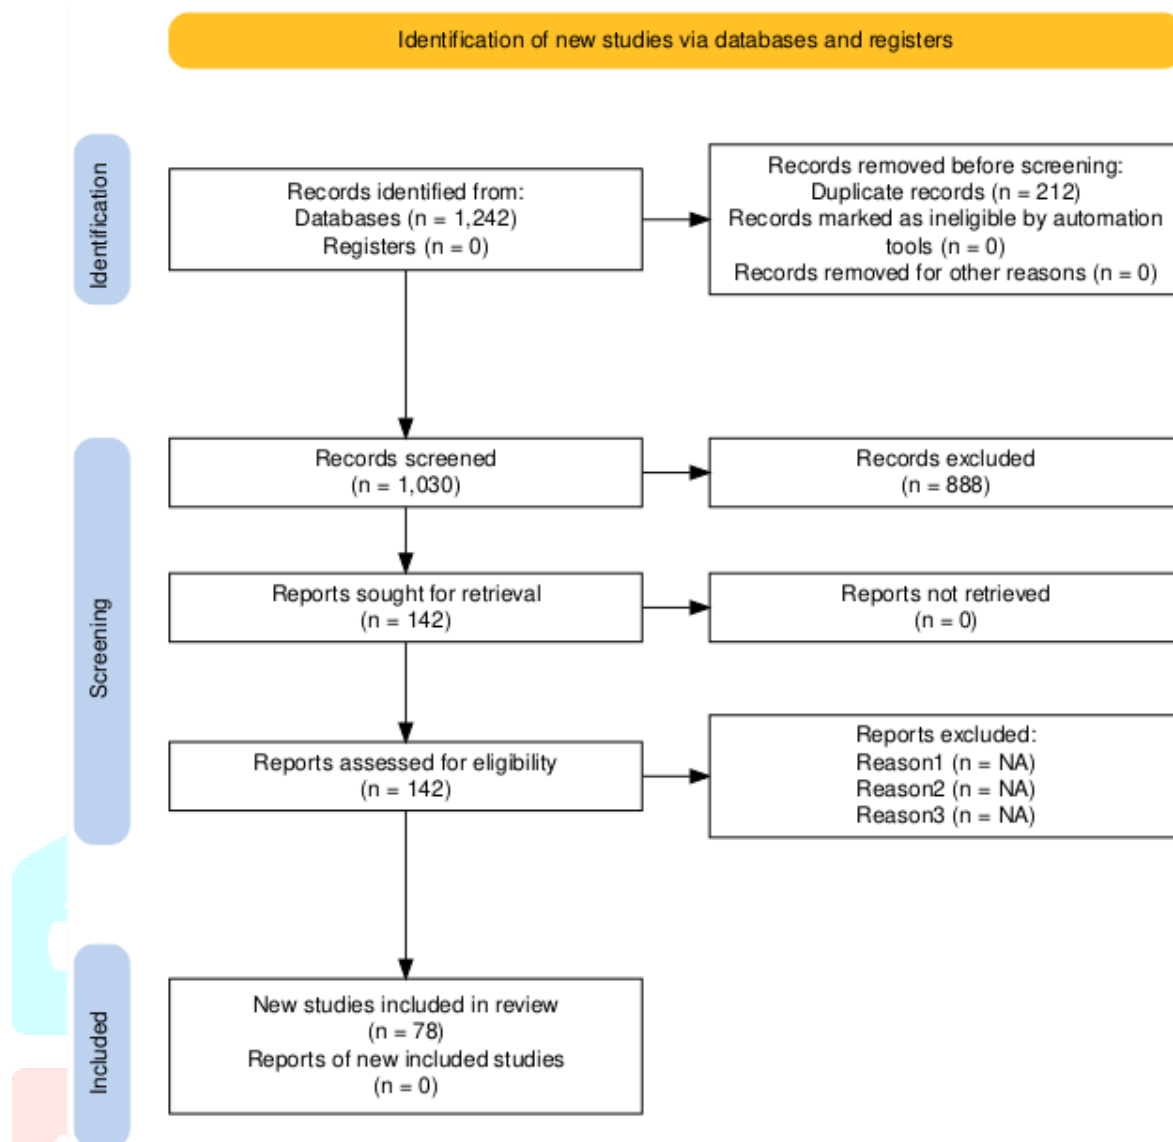 Identification of new studies via databases and registers
Identification
Records identified from:
Databases (n = 1,242)
Registers (n = 0)
Records removed before screening:
Duplicate records (n = 212)
Records marked as ineligible by automation
tools (n = 0)
Records removed for other reasons (n = 0)
Screening
Records screened
(n = 1,030)
Records excluded
(n = 888)
Reports sought for retrieval
(n = 142)
Reports not retrieved
(n = 0)
Reports assessed for eligibility
(n = 142)
Reports excluded:
Reason1 (n = NA)
Reason2 (n = NA)
Reason3 (n = NA)
Included
New studies included in review
(n = 78)
Reports of new included studies
(n = 0)